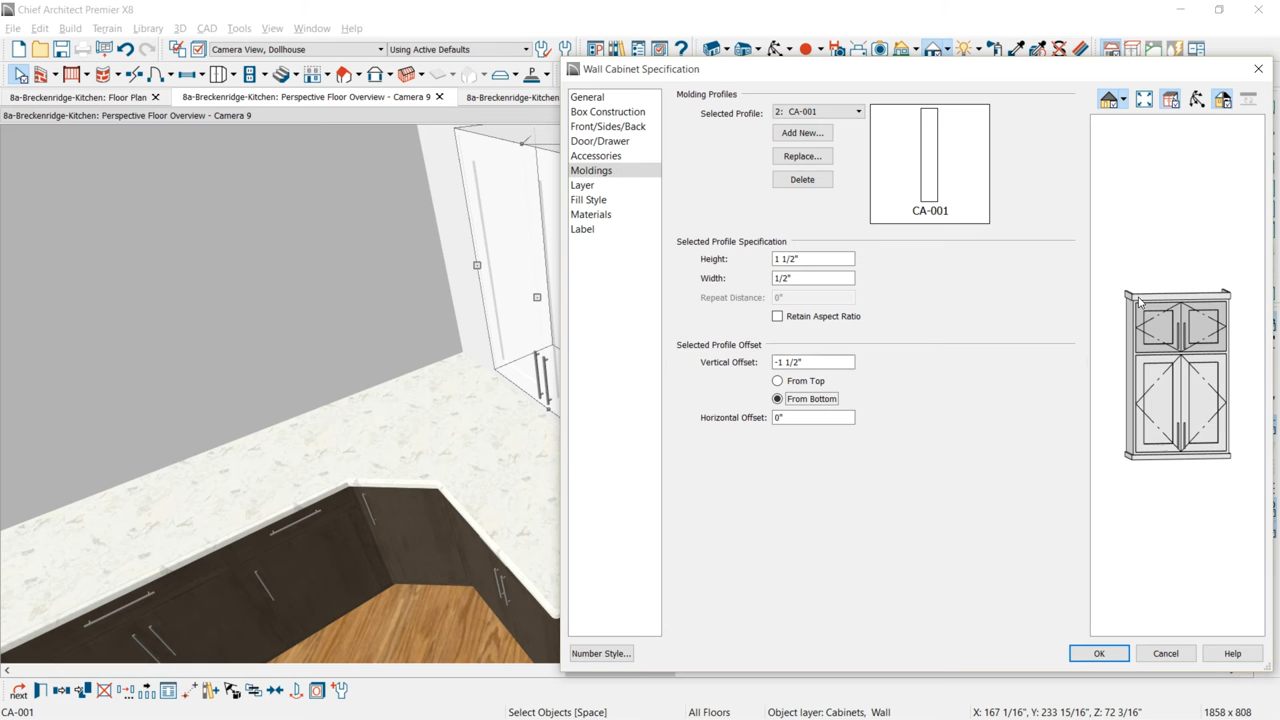 Chief Architect Premier X8
File Edit Build Terrain Library 3D CAD Tools View Window Help
Camera View, Dollhouse Using Active Defaults
8a-Breckenridge-Kitchen: Floor Plan 8a-Breckenridge-Kitchen: Perspective Floor Overview - Camera 9 8a-Breckenridge-Kitchen:
8a-Breckenridge-Kitchen: Perspective Floor Overview - Camera 9
Wall Cabinet Specification
General
Box Construction
Front/Sides/Back
Door/Drawer
Accessories
Moldings
Layer
Fill Style
Materials
Label
Molding Profiles
Selected Profile: 2: CA-001
Add New...
Replace...
Delete
CA-001
Selected Profile Specification
Height: 1 1/2"
Width: 1/2"
Repeat Distance: 0"
Retain Aspect Ratio
Selected Profile Offset
Vertical Offset: -1 1/2"
From Top
From Bottom
Horizontal Offset: 0"
Number Style... OK Cancel Help
next
CA-001 Select Objects [Space] All Floors Object layer: Cabinets, Wall X: 167 1/16", Y: 233 15/16", Z: 72 3/16" 1858 x 808